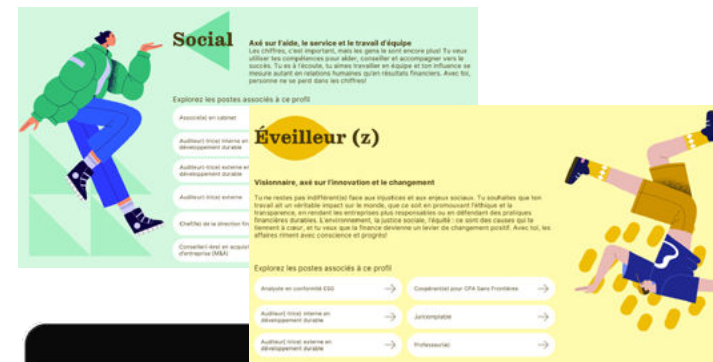 Social
Axé sur l'aide, le service et le travail d'équipe
Les chiffres, c'est important, mais les gens le sont encore plus! Tu veux
utiliser tes compétences pour aider, conseiller et accompagner vers le
succès. Tu es à l'écoute, tu aimes travailler en équipe et ton influence se
mesure autant en relations humaines qu'en résultats financiers. Avec toi,
personne ne se perd dans les chiffres!
Explorez les postes associés à ce profil
Associé(e) en cabinet
Auditeur(-trice) interne en
développement durable
Auditeur(-trice) externe en
développement durable
Auditeur(-trice) externe
Chef(fe) de la direction fin
Conseiller(-ère) en acquisi
d'entreprise (M&A)
Éveilleur (z)
Visionnaire, axé sur l'innovation et le changement
Tu ne restes pas indifférent(e) face aux injustices et aux enjeux sociaux. Tu souhaites que ton
travail ait un véritable impact sur le monde, que ce soit en promouvant l'éthique et la
transparence, en rendant les entreprises plus responsables ou en défendant des pratiques
financières durables. L'environnement, la justice sociale, l'équité : ce sont des causes qui te
tiennent à cœur, et tu veux que la finance devienne un levier de changement positif. Avec toi, les
affaires riment avec conscience et progrès!
Explorez les postes associés à ce profil
Analyste en conformité ESG
Coopérant(e) pour CPA Sans Frontières
Auditeur(-trice) interne en
développement durable
Juricomptable
Auditeur(-trice) externe en
développement durable
Professeur(e)